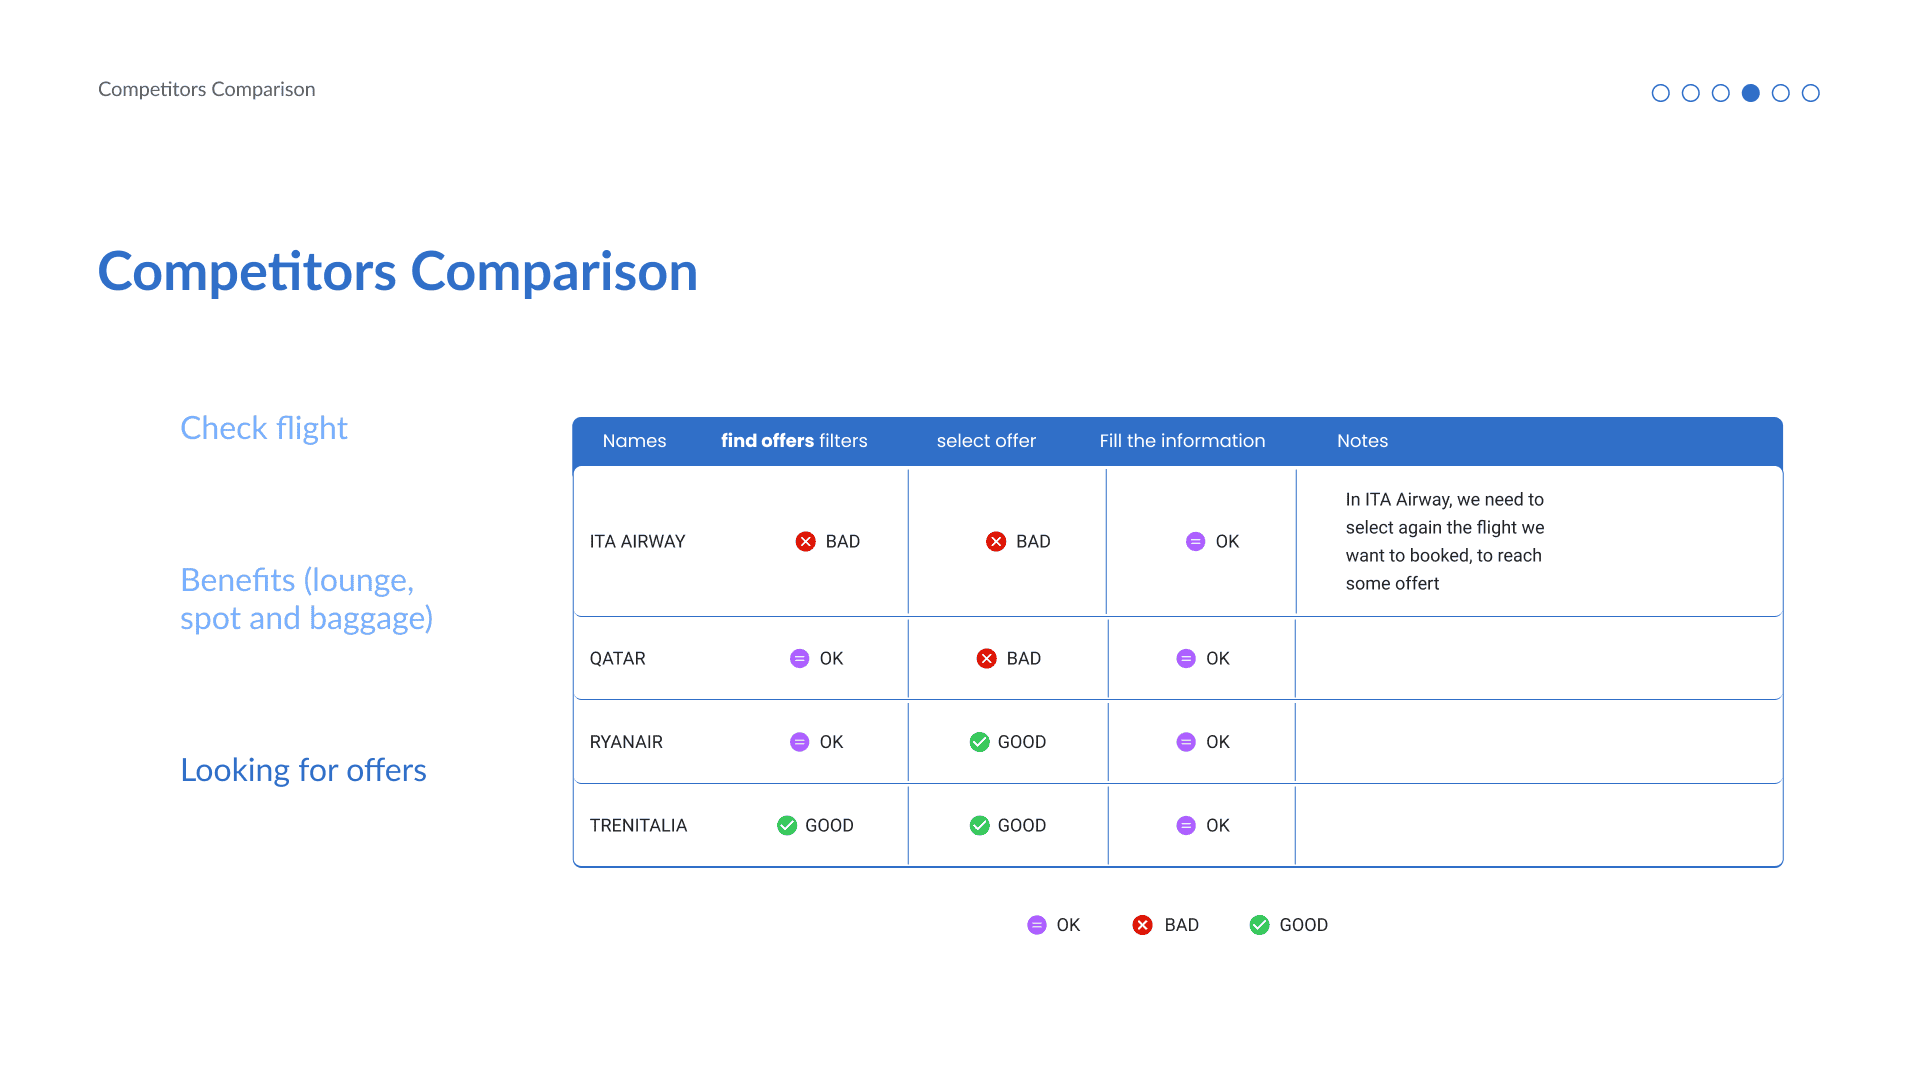 Competitors Comparison
Competitors Comparison
Check flight
Benefits (lounge,
spot and baggage)
Looking for offers
Names find offers filters select offer Fill the information Notes
ITA AIRWAY BAD BAD OK
In ITA Airway, we need to
select again the flight we
want to booked, to reach
some offert
QATAR OK BAD OK
RYANAIR OK GOOD OK
TRENITALIA GOOD GOOD OK
OK BAD GOOD